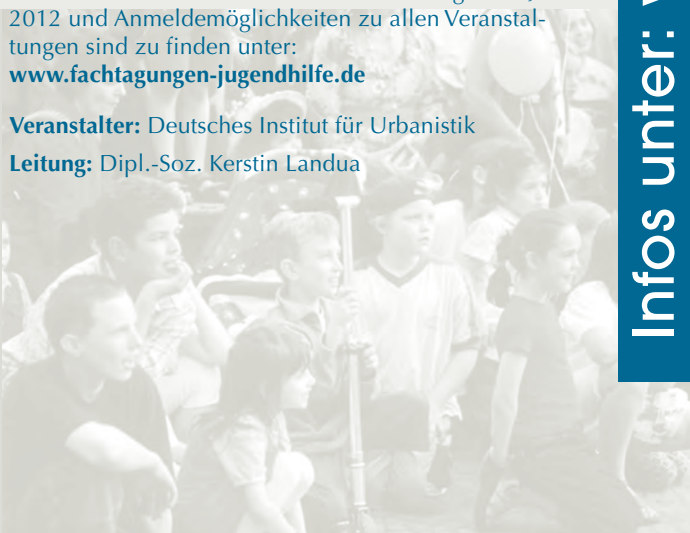 2012 und Anmeldemöglichkeiten zu allen Veranstal-
tungen sind zu finden unter:
www.fachtagungen-jugendhilfe.de
Veranstalter: Deutsches Institut für Urbanistik
Leitung: Dipl.-Soz. Kerstin Landua
Infos unter: